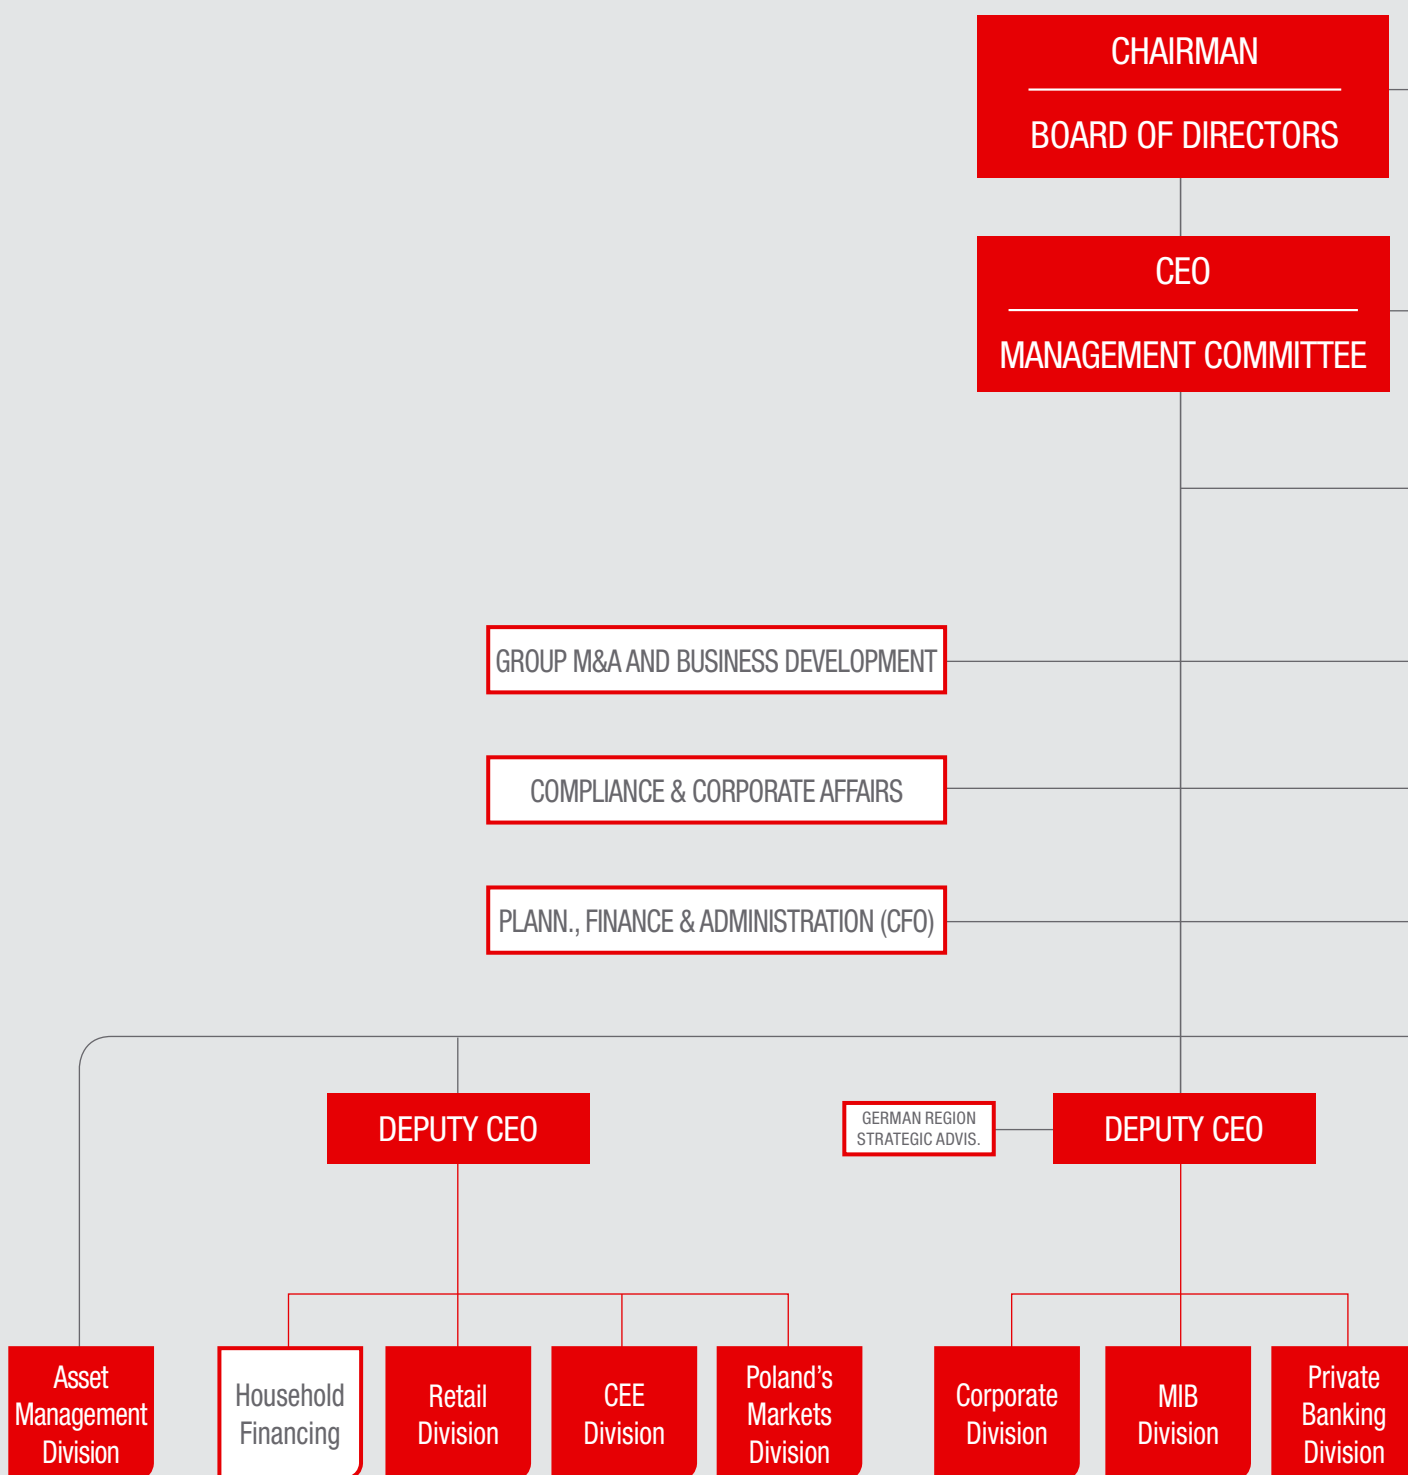 CHAIRMAN
BOARD OF DIRECTORS
CEO
MANAGEMENT COMMITTEE
GROUP M&A AND BUSINESS DEVELOPMENT
COMPLIANCE & CORPORATE AFFAIRS
PLANN., FINANCE & ADMINISTRATION (CFO)
DEPUTY CEO
GERMAN REGION
STRATEGIC ADVIS.
DEPUTY CEO
Asset
Management
Division
Household
Financing
Retail
Division
CEE
Division
Poland's
Markets
Division
Corporate
Division
MIB
Division
Private
Banking
Division